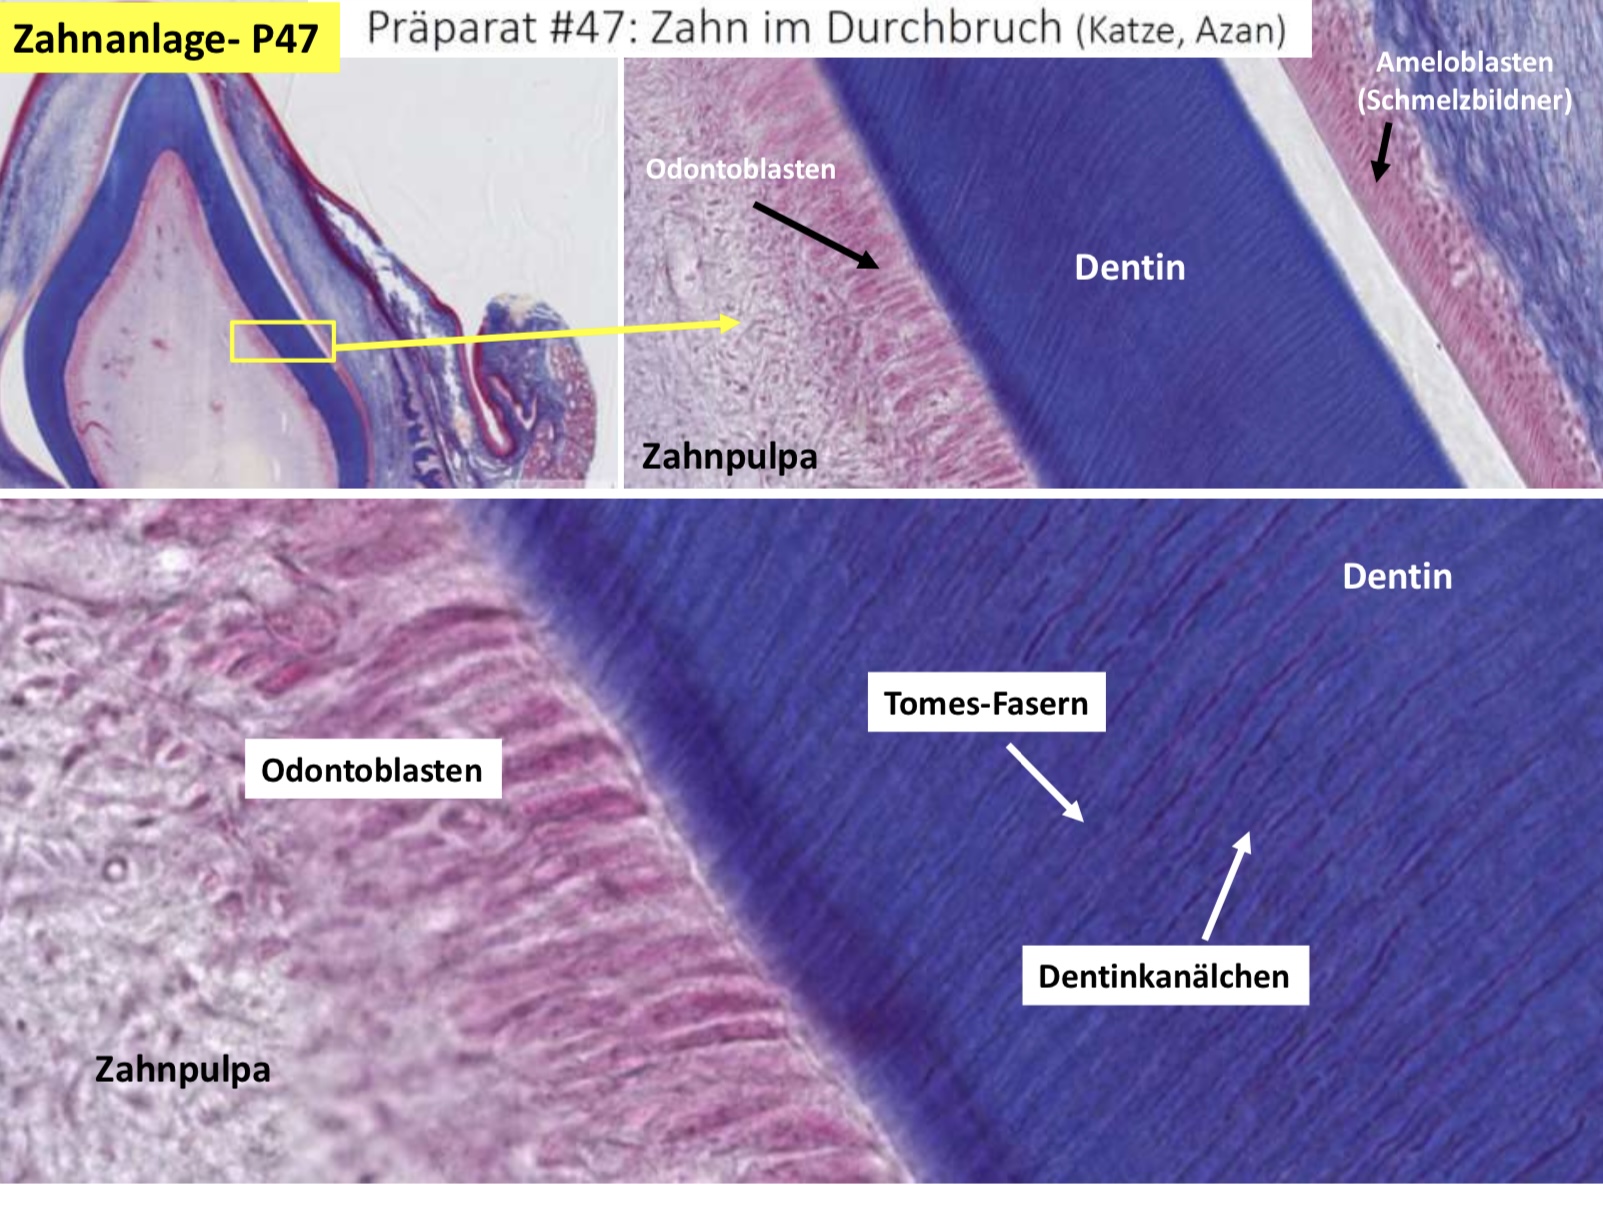 Zahnanlage- P47
Präparat #47: Zahn im Durchbruch (Katze, Azan)
Ameloblasten
(Schmelzbildner)
Odontoblasten
Dentin
Zahnpulpa
Dentin
Tomes-Fasern
Odontoblasten
Dentinkanälchen
Zahnpulpa